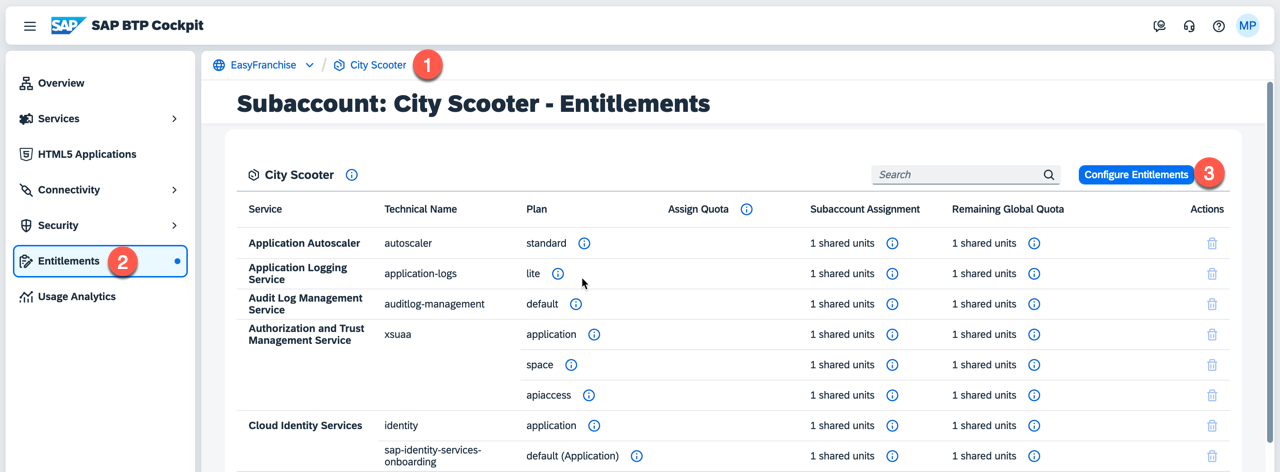 SAP SAP BTP Cockpit MP
Overview
Services
HTML5 Applications
Connectivity
Security
Entitlements 2
Usage Analytics
EasyFranchise / City Scooter 1
Subaccount: City Scooter - Entitlements
City Scooter Search Configure Entitlements 3
Service Technical Name Plan Assign Quota Subaccount Assignment Remaining Global Quota Actions
Application Autoscaler autoscaler standard 1 shared units 1 shared units
Application Logging
Service application-logs lite 1 shared units 1 shared units
Audit Log Management
Service auditlog-management default 1 shared units 1 shared units
Authorization and Trust
Management Service xsuaa application 1 shared units 1 shared units
space 1 shared units 1 shared units
apiaccess 1 shared units 1 shared units
Cloud Identity Services identity application 1 shared units 1 shared units
sap-identity-services-
onboarding default (Application) 1 shared units 1 shared units